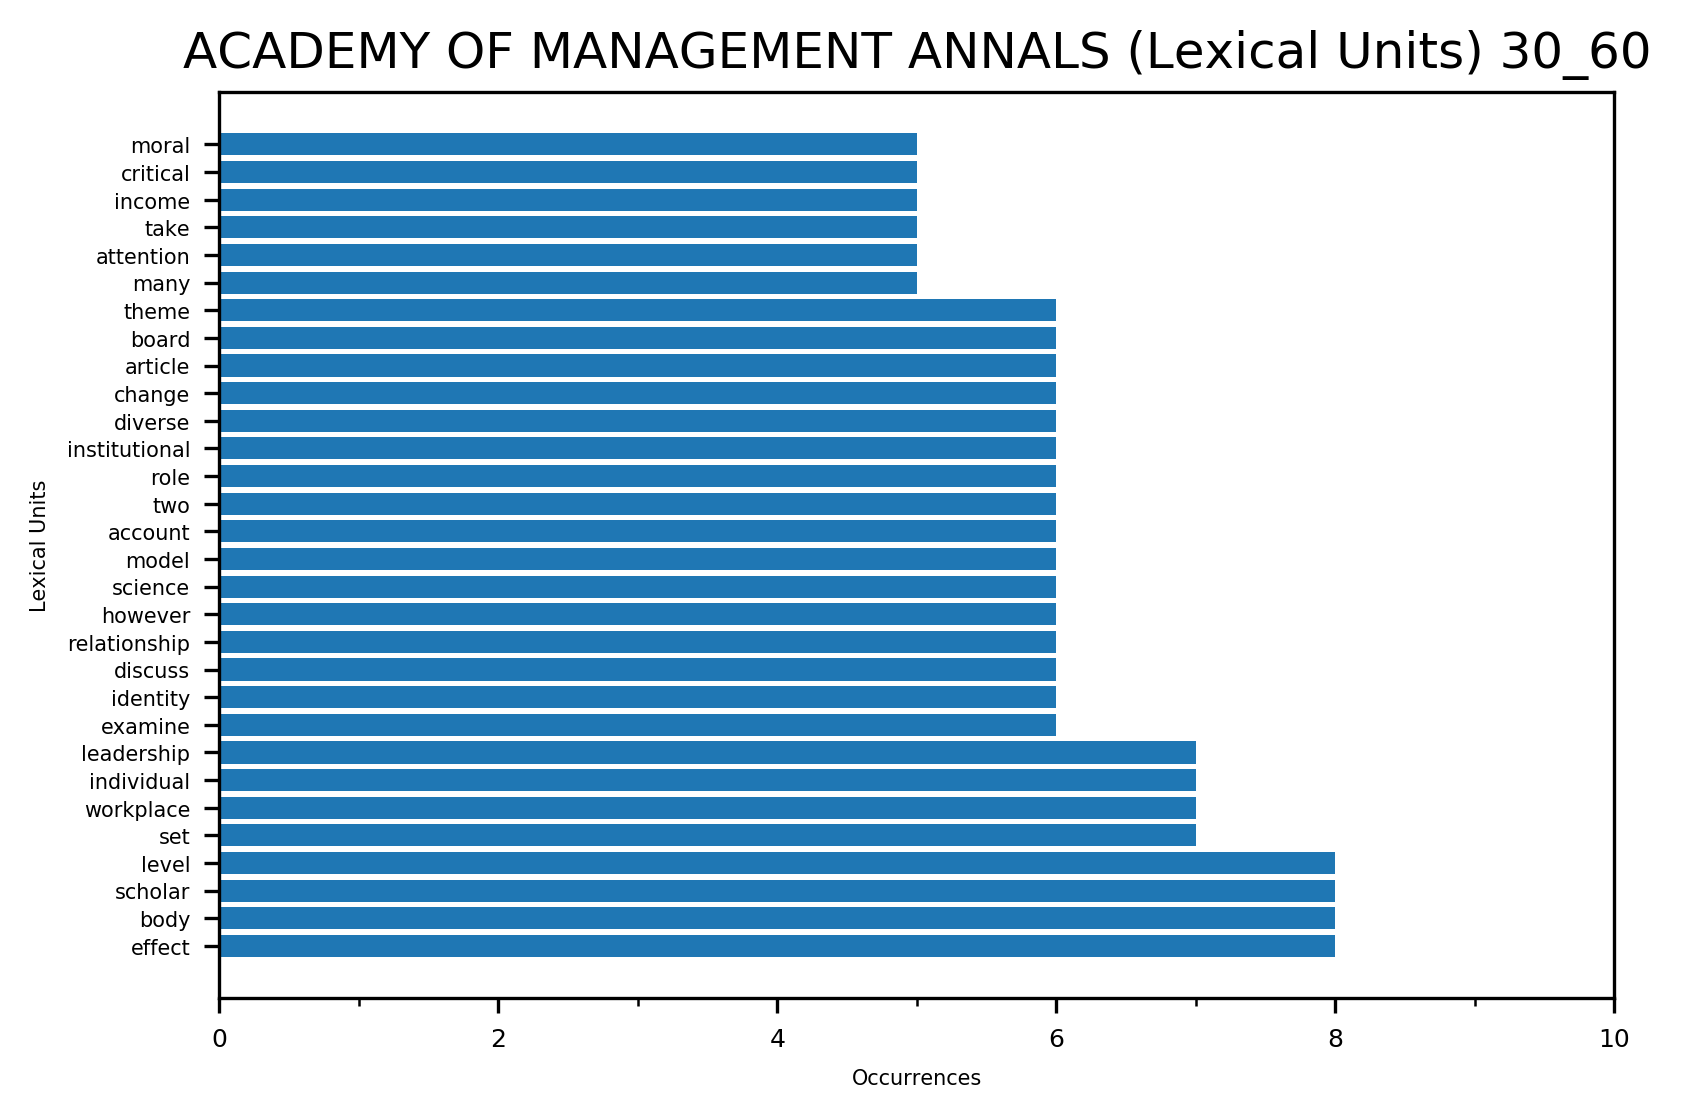 ACADEMY OF MANAGEMENT ANNALS (Lexical Units) 30_60
Lexical Units
moral
critical
income
take
attention
many
theme
board
article
change
diverse
institutional
role
two
account
model
science
however
relationship
discuss
identity
examine
leadership
individual
workplace
set
level
scholar
body
effect
0 2 4 6 8 10
Occurrences